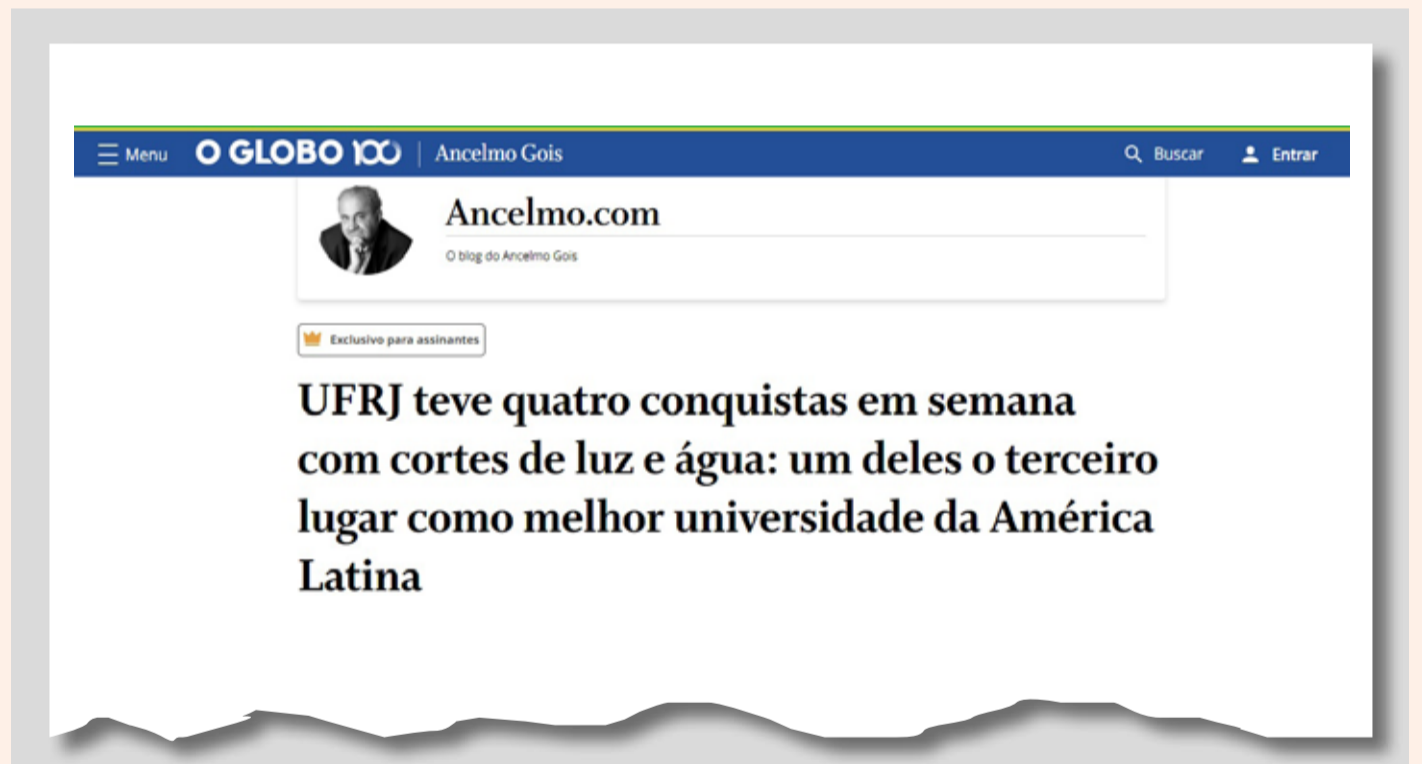 Menu O GLOBO 100 Ancelmo Gois Buscar Entrar
Ancelmo.com
O blog do Ancelmo Gois
Exclusivo para assinantes
UFRJ teve quatro conquistas em semana
com cortes de luz e água: um deles o terceiro
lugar como melhor universidade da América
Latina